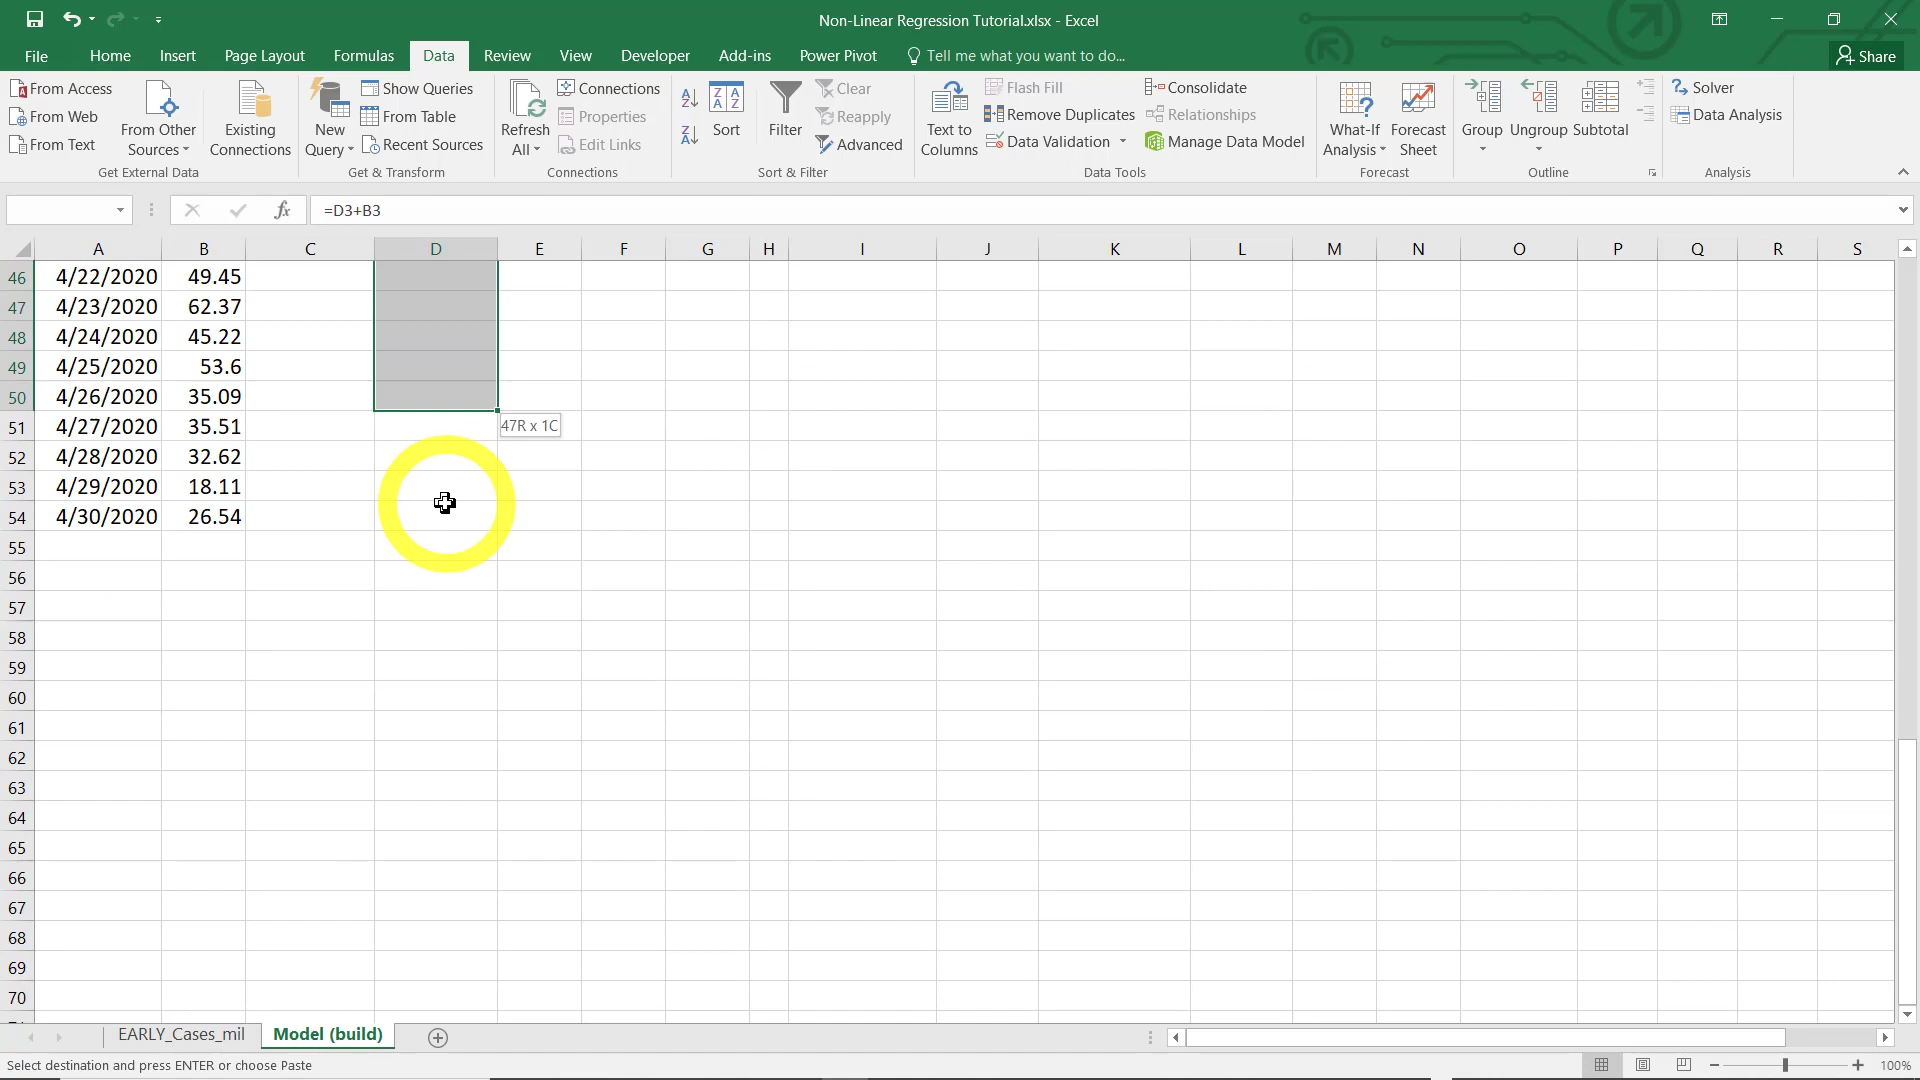 Non-Linear Regression Tutorial.xlsx - Excel
File Home Insert Page Layout Formulas Data Review View Developer Add-ins Power Pivot Tell me what you want to do... Share
From Access
From Web
From Text
From Other Sources
Existing Connections
Get External Data
New Query
Show Queries
From Table
Recent Sources
Get & Transform
Refresh All
Connections
Properties
Edit Links
Connections
Sort
Filter
Clear
Reapply
Advanced
Sort & Filter
Text to Columns
Flash Fill
Remove Duplicates
Data Validation
Consolidate
Relationships
Manage Data Model
Data Tools
What-If Analysis
Forecast Sheet
Forecast
Group
Ungroup
Subtotal
Outline
Solver
Data Analysis
Analysis
fx =D3+B3
A B C D E F G H I J K L M N O P Q R S
46 4/22/2020 49.45
47 4/23/2020 62.37
48 4/24/2020 45.22
49 4/25/2020 53.6
50 4/26/2020 35.09
51 4/27/2020 35.51 47R x 1C
52 4/28/2020 32.62
53 4/29/2020 18.11
54 4/30/2020 26.54
55
56
57
58
59
60
61
62
63
64
65
66
67
68
69
70
EARLY_Cases_mil Model (build)
Select destination and press ENTER or choose Paste 100%